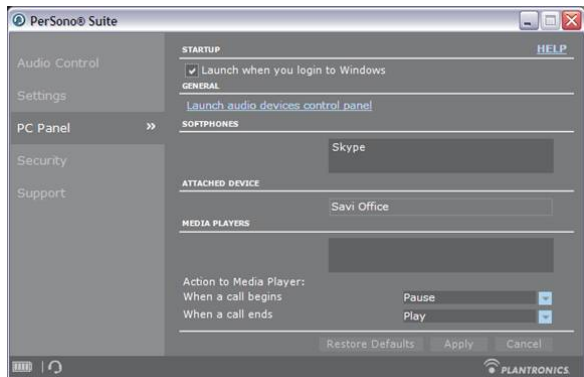 PerSono® Suite
Audio Control
Settings
PC Panel »
Security
Support
STARTUP
HELP
Launch when you login to Windows
GENERAL
Launch audio devices control panel
SOFTPHONES
Skype
ATTACHED DEVICE
Savi Office
MEDIA PLAYERS
Action to Media Player:
When a call begins Pause
When a call ends Play
Restore Defaults Apply Cancel
PLANTRONICS